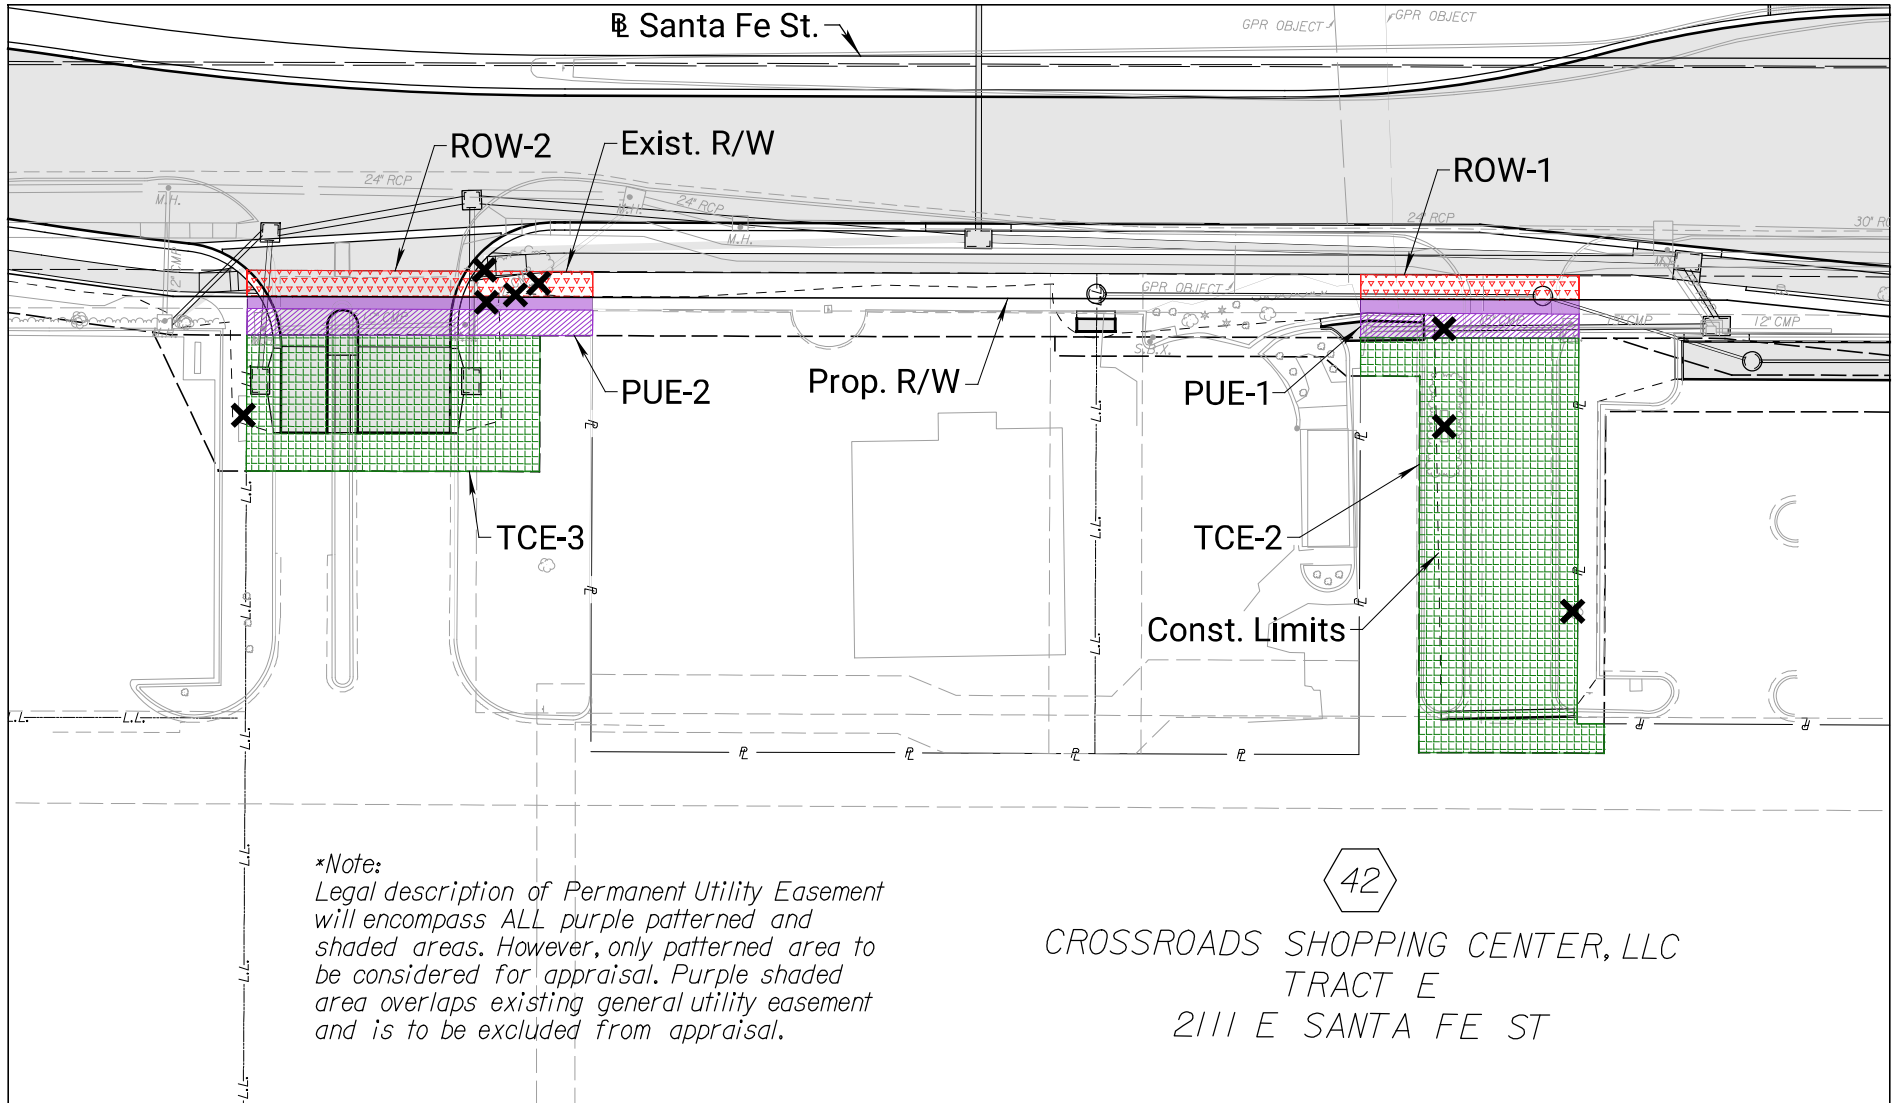 ℄ Santa Fe St.
GPR OBJECT
GPR OBJECT
ROW-2
Exist. R/W
ROW-1
24" RCP
M.H.
M.H.
24" RCP
M.H.
24" RCP
30" RC
12" CMP
GPR OBJECT
12" CMP
12" CMP
S.B.X.
PUE-2
Prop. R/W
PUE-1
TCE-3
TCE-2
Const. Limits
L.L.
L.L.
L.L.
L.L.
L.L.
L.L.
L.L.
L.L.
L.L.
L.L.
L.L.
L.L.
*Note:
Legal description of Permanent Utility Easement
will encompass ALL purple patterned and
shaded areas. However, only patterned area to
be considered for appraisal. Purple shaded
area overlaps existing general utility easement
and is to be excluded from appraisal.
42
CROSSROADS SHOPPING CENTER, LLC
TRACT E
2111 E SANTA FE ST